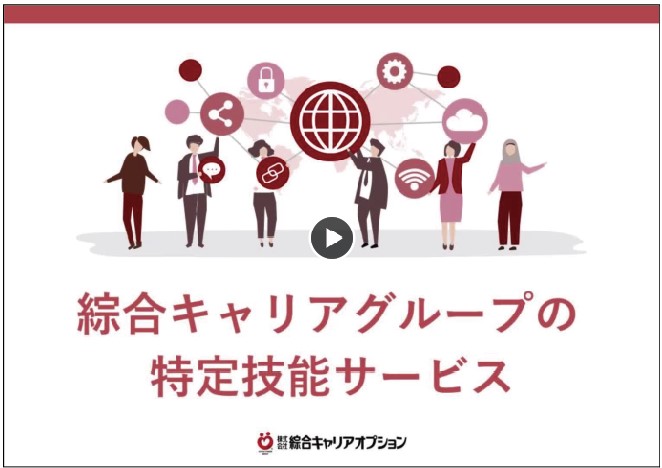 綜合キャリアグループの
特定技能サービス
株式会社 綜合キャリアオプション